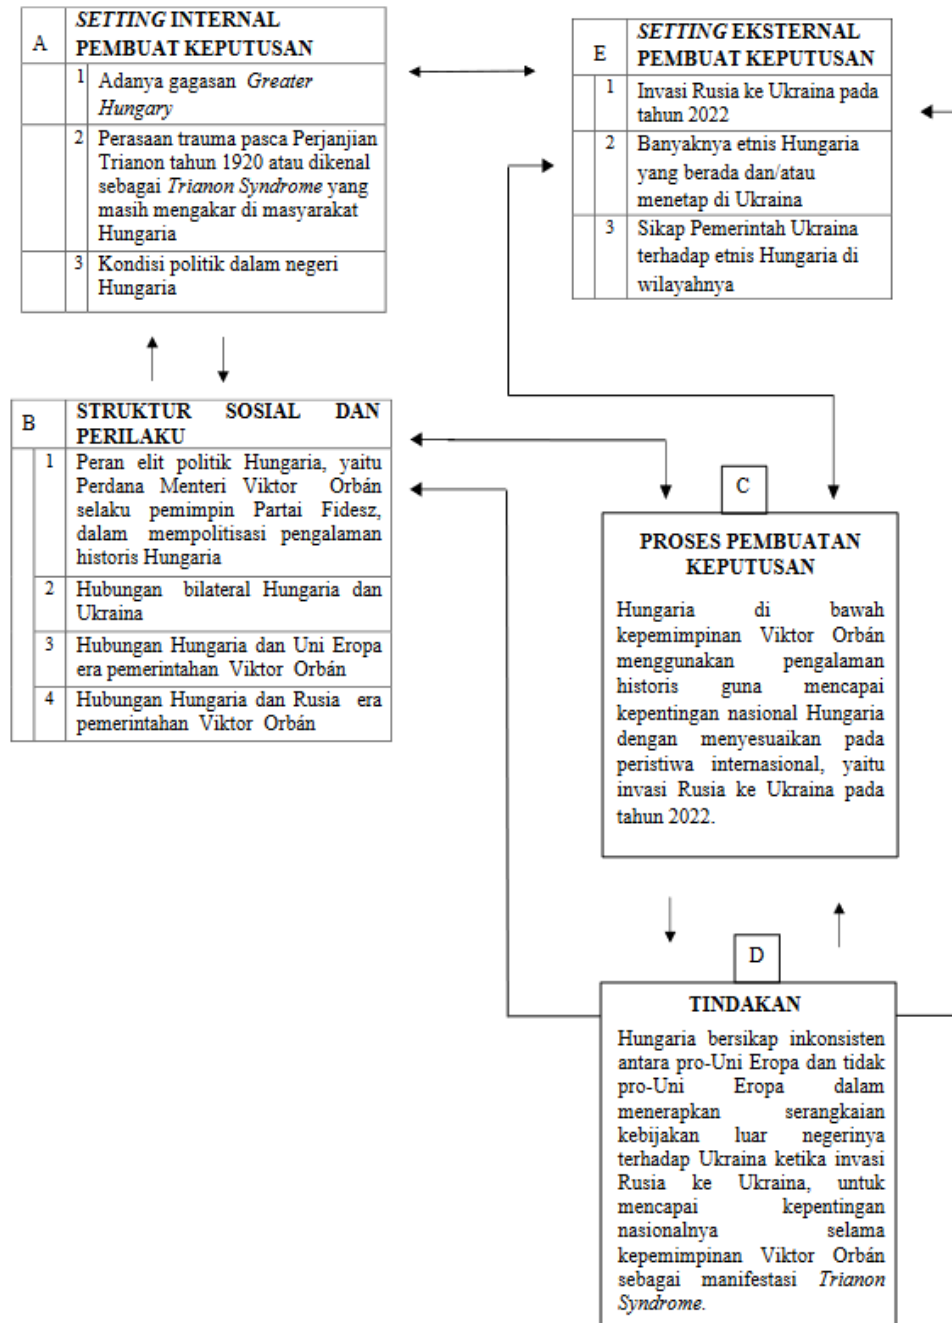 A
SETTING INTERNAL
PEMBUAT KEPUTUSAN
1 Adanya gagasan Greater
Hungary
2 Perasaan trauma pasca Perjanjian
Trianon tahun 1920 atau dikenal
sebagai Trianon Syndrome yang
masih mengakar di masyarakat
Hungaria
3 Kondisi politik dalam negeri
Hungaria
E
SETTING EKSTERNAL
PEMBUAT KEPUTUSAN
1 Invasi Rusia ke Ukraina pada
tahun 2022
2 Banyaknya etnis Hungaria
yang berada dan/atau
menetap di Ukraina
3 Sikap Pemerintah Ukraina
terhadap etnis Hungaria di
wilayahnya
B
STRUKTUR SOSIAL DAN
PERILAKU
1 Peran elit politik Hungaria, yaitu
Perdana Menteri Viktor Orbán
selaku pemimpin Partai Fidesz,
dalam mempolitisasi pengalaman
historis Hungaria
2 Hubungan bilateral Hungaria dan
Ukraina
3 Hubungan Hungaria dan Uni Eropa
era pemerintahan Viktor Orbán
4 Hubungan Hungaria dan Rusia era
pemerintahan Viktor Orbán
C
PROSES PEMBUATAN
KEPUTUSAN
Hungaria di bawah
kepemimpinan Viktor Orbán
menggunakan pengalaman
historis guna mencapai
kepentingan nasional Hungaria
dengan menyesuaikan pada
peristiwa internasional, yaitu
invasi Rusia ke Ukraina pada
tahun 2022.
D
TINDAKAN
Hungaria bersikap inkonsisten
antara pro-Uni Eropa dan tidak
pro-Uni Eropa dalam
menerapkan serangkaian
kebijakan luar negerinya
terhadap Ukraina ketika invasi
Rusia ke Ukraina, untuk
mencapai kepentingan
nasionalnya selama
kepemimpinan Viktor Orbán
sebagai manifestasi Trianon
Syndrome.